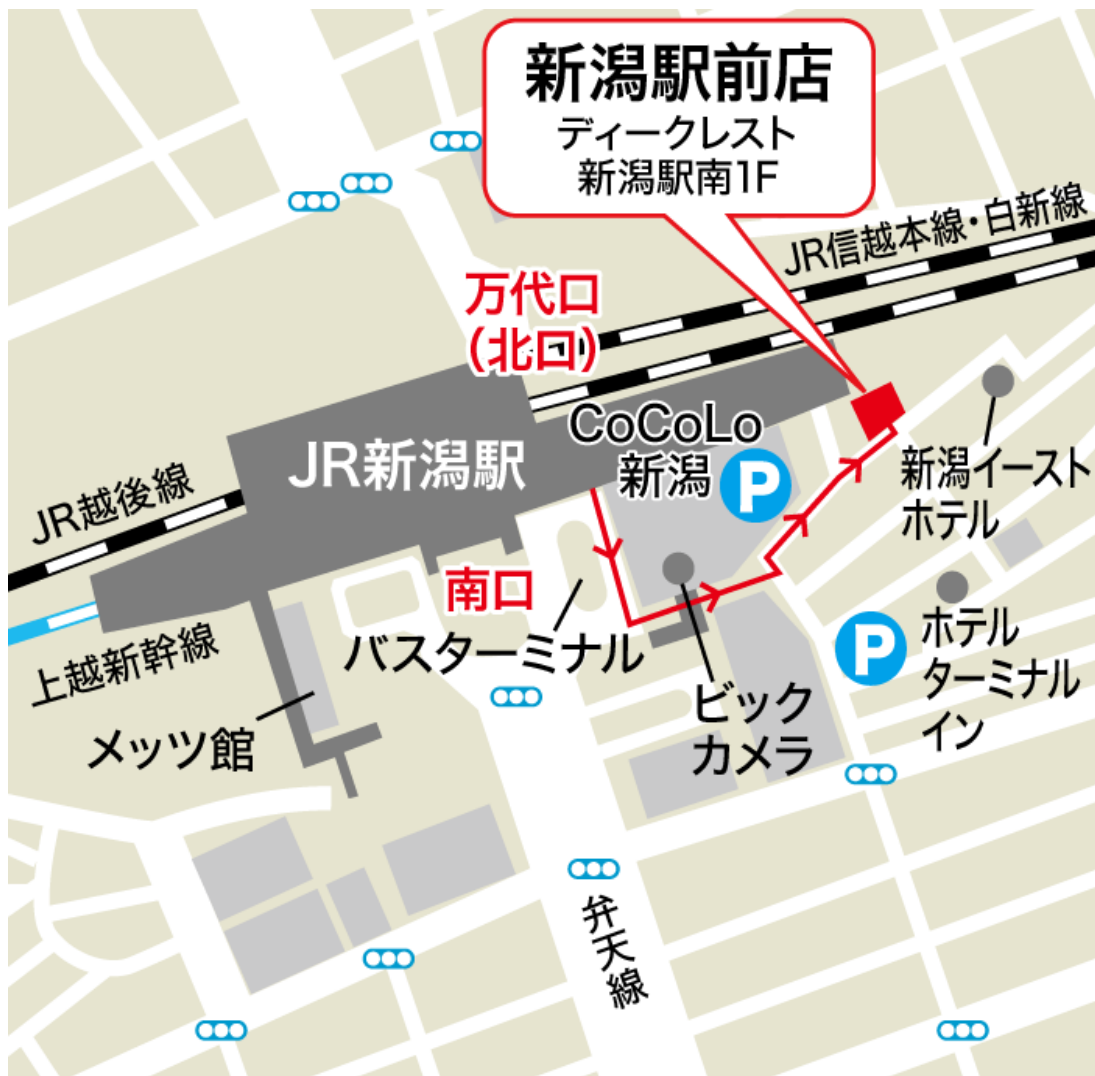 新潟駅前店
ディークレスト
新潟駅南1F
JR信越本線・白新線
万代口
(北口)
CoCoLo
新潟
P
JR新潟駅
新潟イースト
ホテル
JR越後線
南口
バスターミナル
上越新幹線
メッツ館
ビック
カメラ
P
ホテル
ターミナル
イン
弁天線